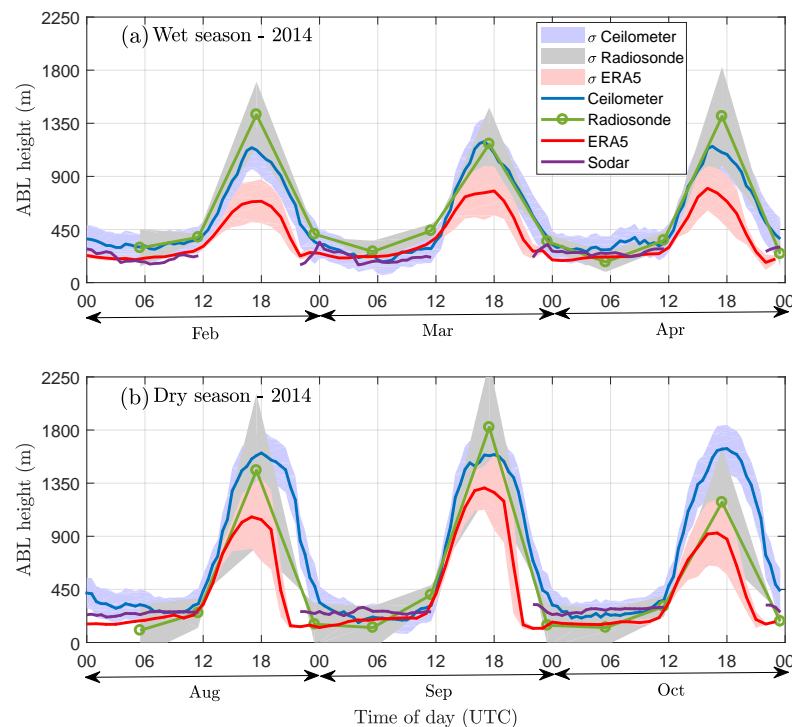 2250
(a) Wet season - 2014
σ Ceilometer
σ Radiosonde
1800
σ ERA5
Ceilometer
1350
Radiosonde
ERA5
Sodar
900
450
0
ABL height (m)
00 06 12 18 00 06 12 18 00 06 12 18 00
Feb Mar Apr
2250
(b) Dry season - 2014
1800
1350
900
450
0
ABL height (m)
00 06 12 18 00 06 12 18 00 06 12 18 00
Aug Sep Oct
Time of day (UTC)